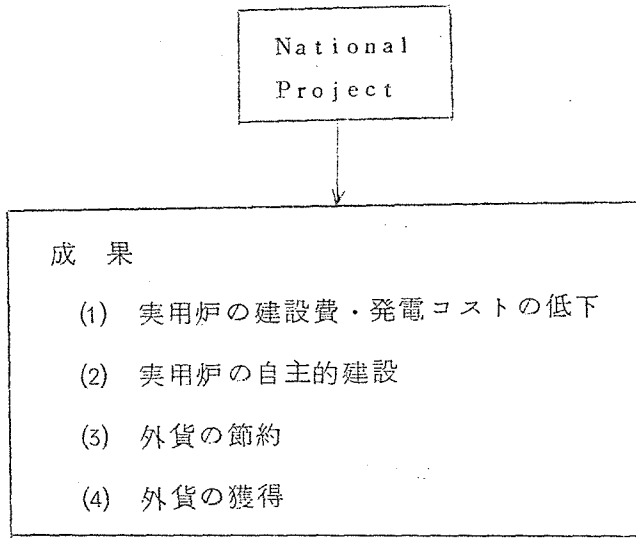 National
Project
成果
(1) 実用炉の建設費・発電コストの低下
(2) 実用炉の自主的建設
(3) 外貨の節約
(4) 外貨の獲得